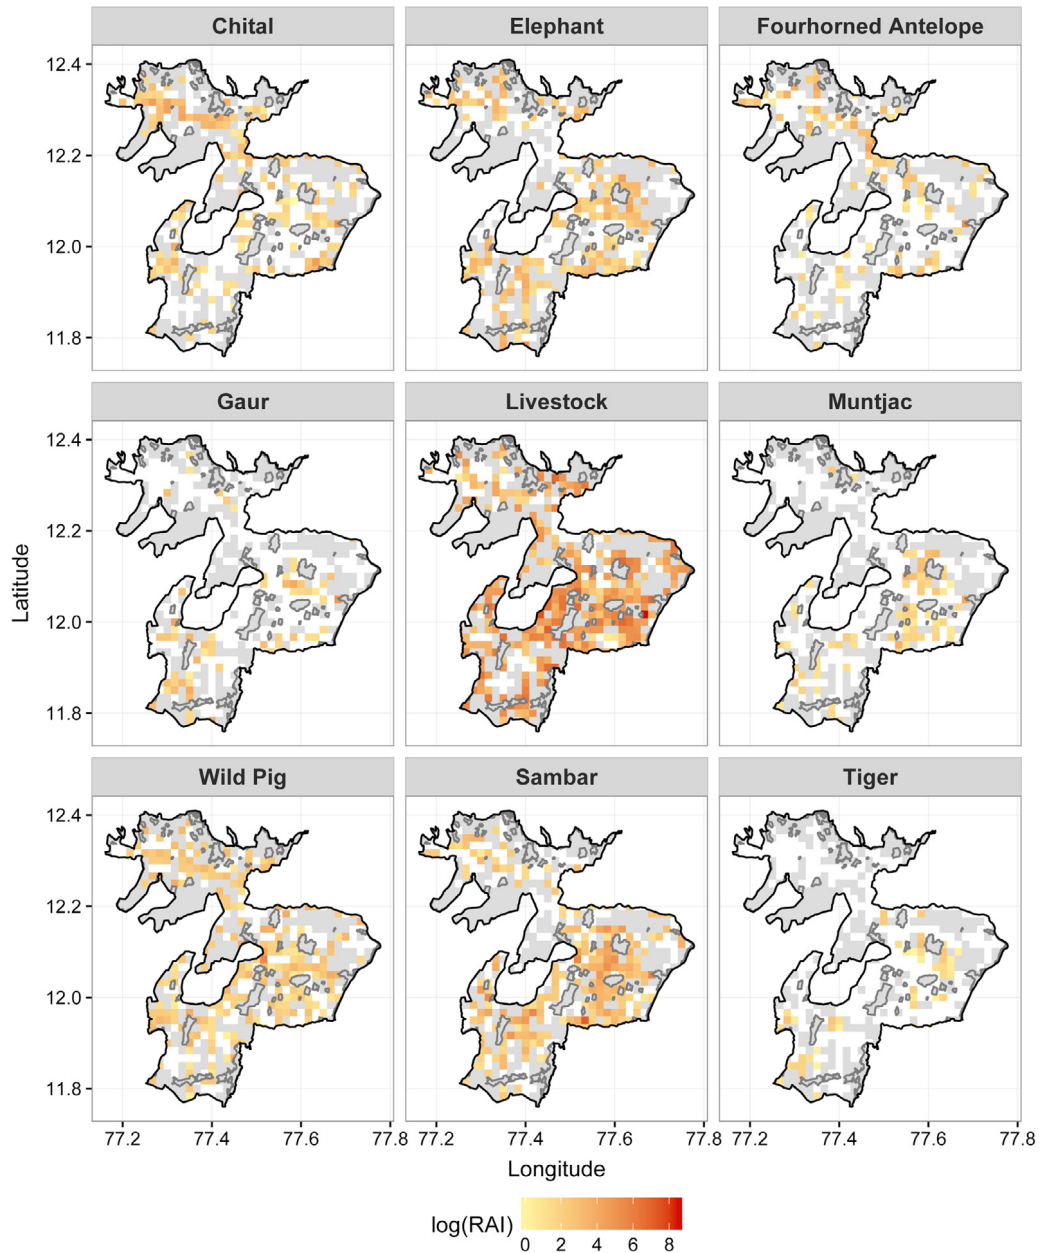 Chital Elephant Fourhorned Antelope
12.4
12.2
12.0
11.8
Gaur Livestock Muntjac
12.4
12.2
12.0
11.8
Latitude
Wild Pig Sambar Tiger
12.4
12.2
12.0
11.8
77.2 77.4 77.6 77.8 77.2 77.4 77.6 77.8 77.2 77.4 77.6 77.8
Longitude
log(RAI)
0 2 4 6 8